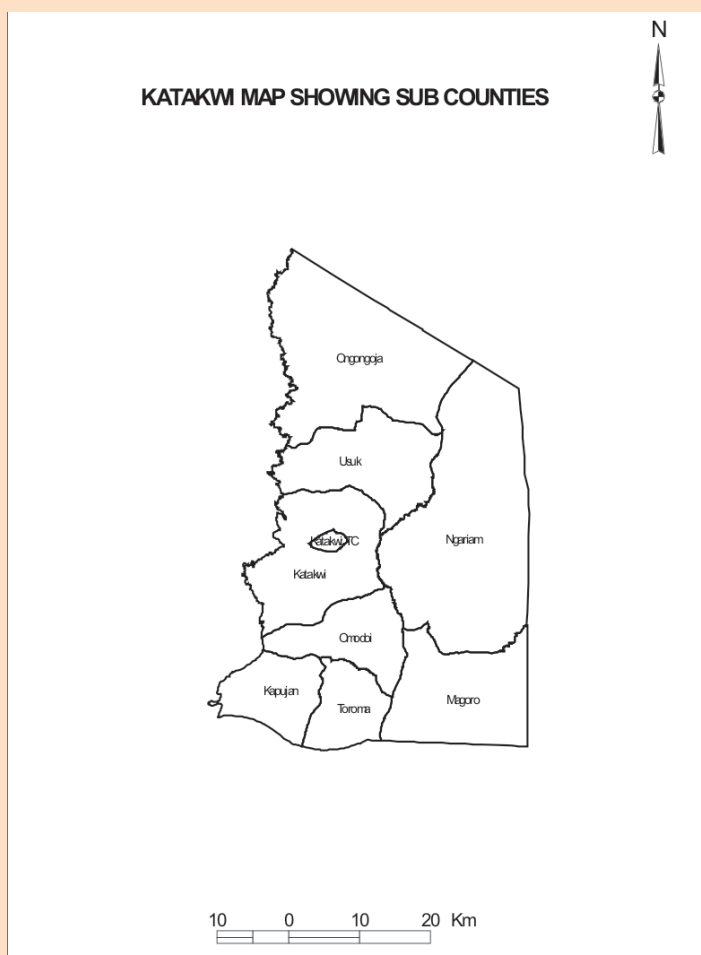 N
KATAKWI MAP SHOWING SUB COUNTIES
Ongongoja
Usuk
Katakwi TC
Ngariam
Katakwi
Omodoi
Kapujan
Toroma
Magoro
10 0 10 20 Km